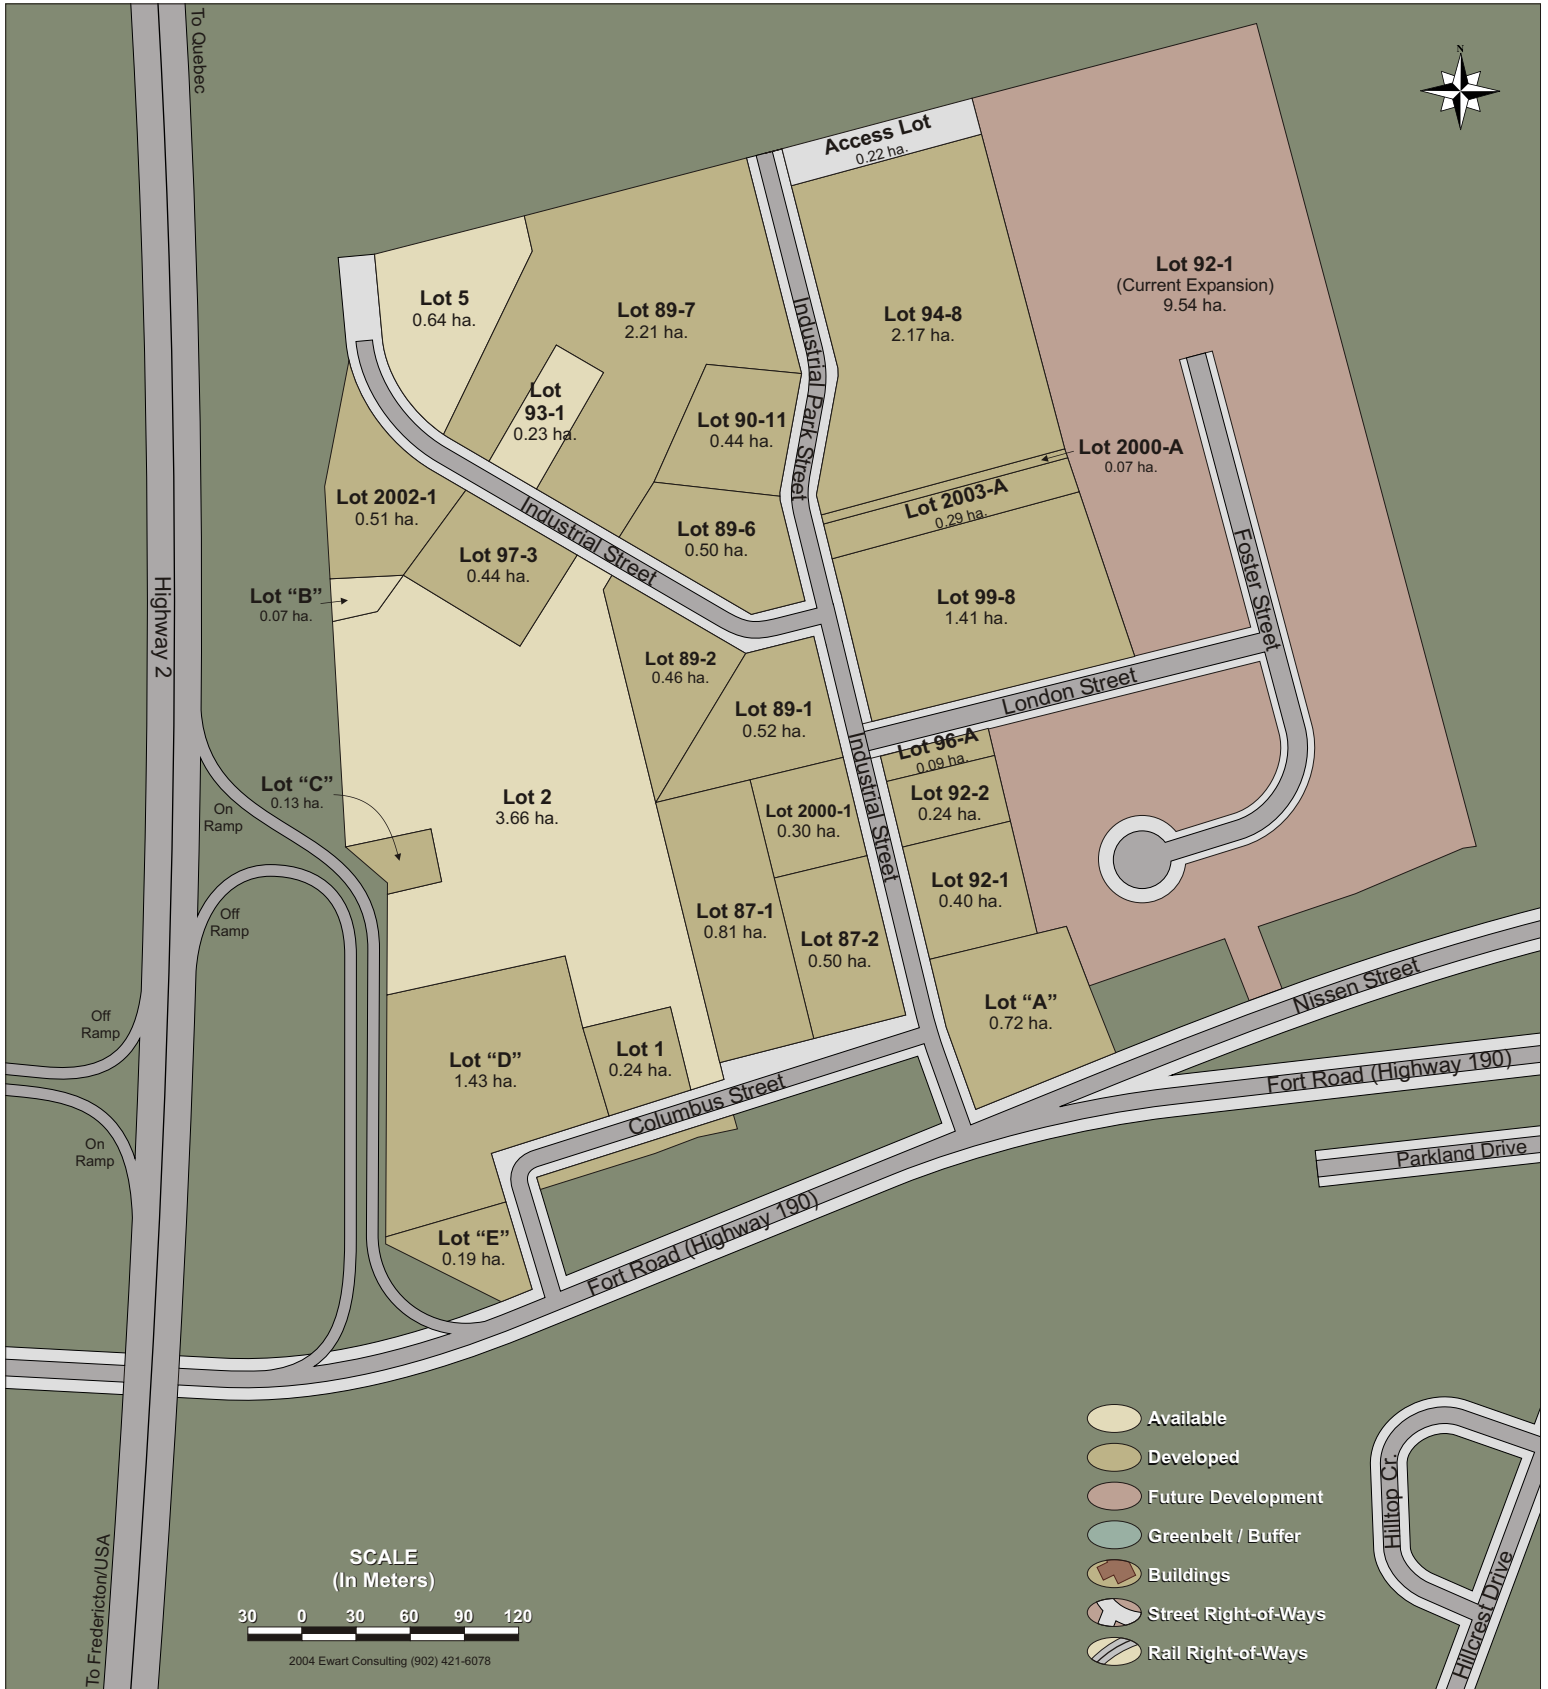 To Quebec
N
Access Lot
0.22 ha.
Lot 92-1
(Current Expansion)
9.54 ha.
Lot 5
0.64 ha.
Lot 89-7
2.21 ha.
Lot 94-8
2.17 ha.
Industrial Park Street
Lot
93-1
0.23 ha.
Lot 90-11
0.44 ha.
Lot 2000-A
0.07 ha.
Lot 2002-1
0.51 ha.
Lot 2003-A
0.29 ha.
Industrial Street
Lot 89-6
0.50 ha.
Lot 97-3
0.44 ha.
Foster Street
Highway 2
Lot “B”
0.07 ha.
Lot 99-8
1.41 ha.
Lot 89-2
0.46 ha.
London Street
Lot 89-1
0.52 ha.
Industrial Street
Lot 96-A
0.09 ha.
Lot “C”
0.13 ha.
On
Ramp
Lot 2
3.66 ha.
Lot 2000-1
0.30 ha.
Lot 92-2
0.24 ha.
Lot 92-1
0.40 ha.
Off
Ramp
Lot 87-1
0.81 ha.
Lot 87-2
0.50 ha.
Nissen Street
Lot “A”
0.72 ha.
Off
Ramp
Lot “D”
1.43 ha.
Lot 1
0.24 ha.
Fort Road (Highway 190)
Columbus Street
On
Ramp
Parkland Drive
Lot “E”
0.19 ha.
Fort Road (Highway 190)
Available
Developed
Future Development
Greenbelt / Buffer
Buildings
Street Right-of-Ways
Rail Right-of-Ways
Hilltop Cr.
Hillcrest Drive
To Fredericton/USA
SCALE
(In Meters)
30 0 30 60 90 120
2004 Ewart Consulting (902) 421-6078